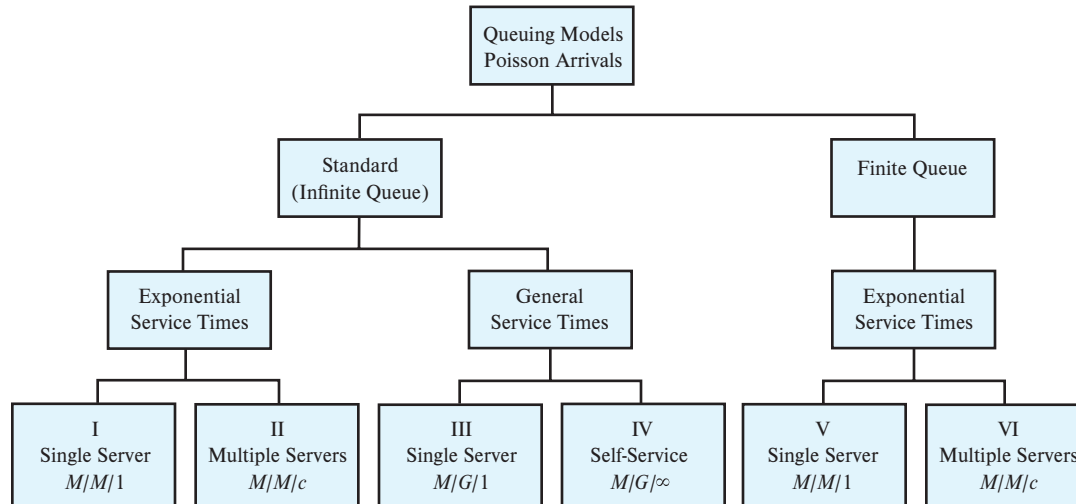 Queuing Models
Poisson Arrivals
Standard
(Infinite Queue)
Finite Queue
Exponential
Service Times
General
Service Times
Exponential
Service Times
I
Single Server
M/M/1
II
Multiple Servers
M/M/c
III
Single Server
M/G/1
IV
Self-Service
M/G/∞
V
Single Server
M/M/1
VI
Multiple Servers
M/M/c